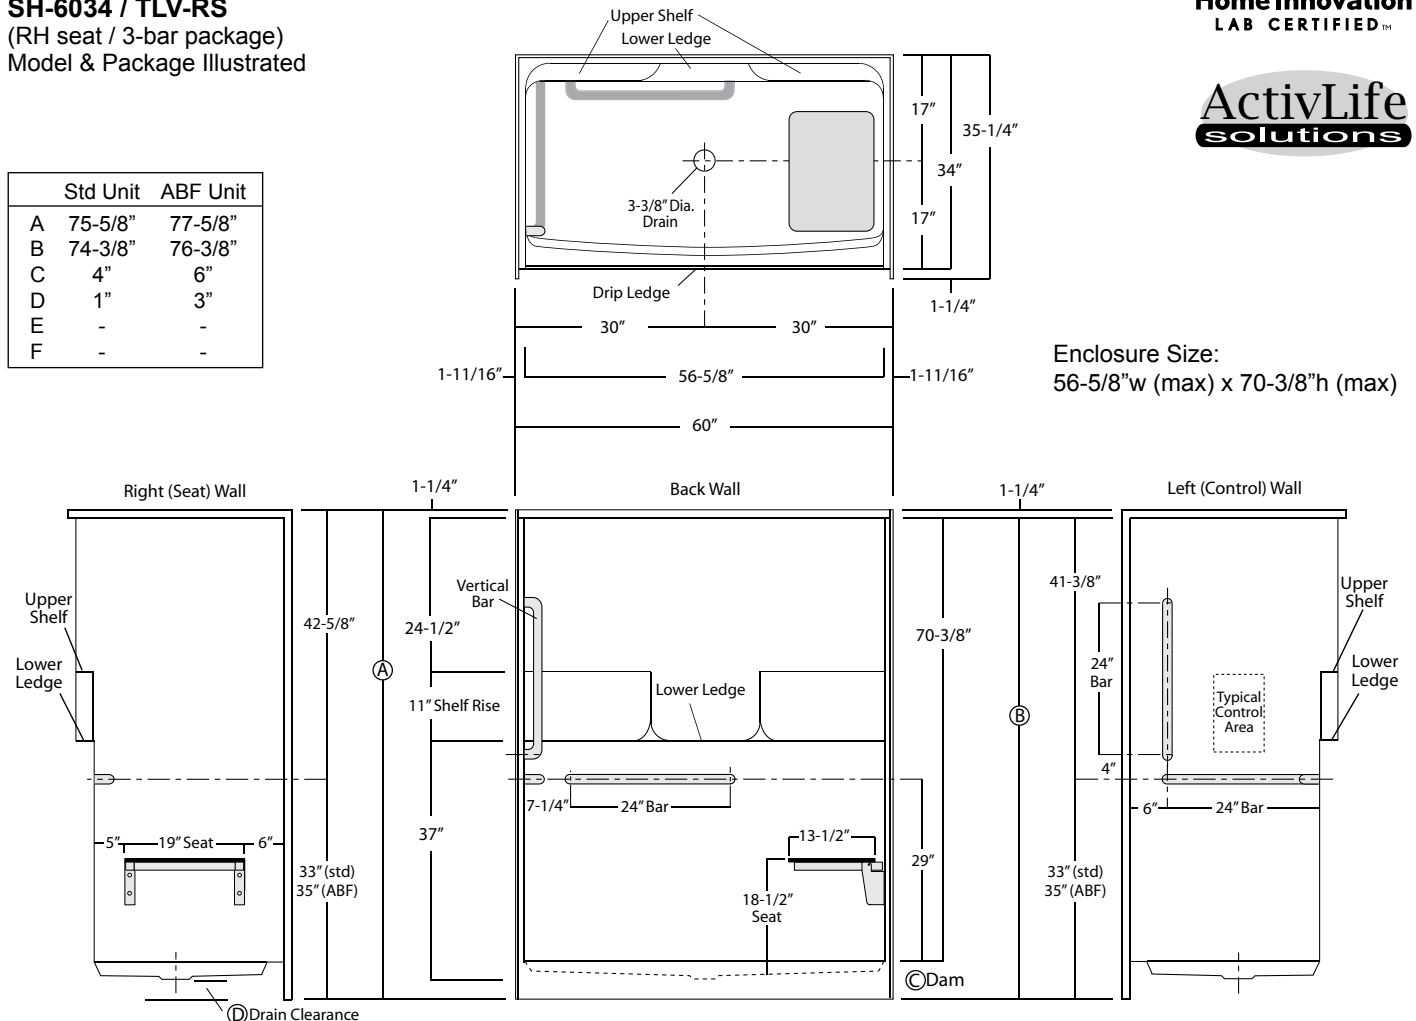 SH-6034 / TLV-RS
(RH seat / 3-bar package)
Model & Package Illustrated
Home Innovation
LAB CERTIFIED™
ActivLife
solutions
Std Unit ABF Unit
A 75-5/8" 77-5/8"
B 74-3/8" 76-3/8"
C 4" 6"
D 1" 3"
E - -
F - -
Upper Shelf
Lower Ledge
17"
35-1/4"
34"
17"
3-3/8" Dia.
Drain
Drip Ledge
1-1/4"
30" 30"
1-11/16" 56-5/8" 1-11/16"
60"
Enclosure Size:
56-5/8"w (max) x 70-3/8"h (max)
Right (Seat) Wall
Upper
Shelf
Lower
Ledge
42-5/8"
5" 19" Seat 6"
33" (std)
35" (ABF)
D Drain Clearance
A
1-1/4"
24-1/2"
11" Shelf Rise
37"
Back Wall
Vertical
Bar
Lower Ledge
7-1/4" 24" Bar
13-1/2"
18-1/2"
Seat
70-3/8"
29"
C Dam
1-1/4"
B
Left (Control) Wall
41-3/8"
24"
Bar
Typical
Control
Area
Upper
Shelf
Lower
Ledge
4"
6" 24" Bar
33" (std)
35" (ABF)